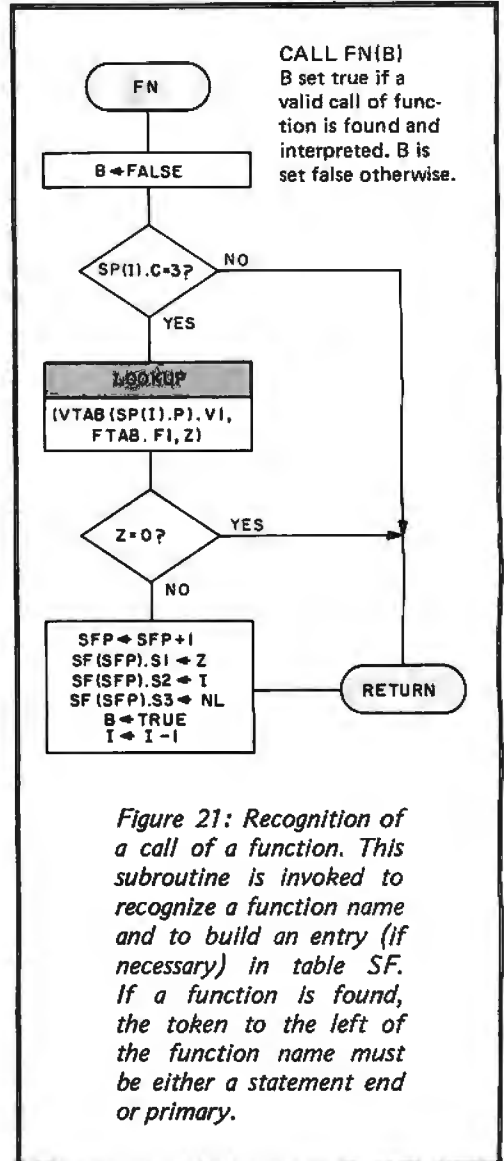 FN
CALL FN(B)
B set true if a
valid call of func-
tion is found and
interpreted. B is
set false otherwise.
B←FALSE
SP(I).C=3?
NO
YES
LOOKUP
(VTAB(SP(I).P).VI,
FTAB.FI,Z)
Z=0?
YES
NO
SFP←SFP+I
SF(SFP).SI←Z
SF(SFP).S2←I
SF(SFP).S3←NL
B←TRUE
I←I-I
RETURN
Figure 21: Recognition of
a call of a function. This
subroutine is invoked to
recognize a function name
and to build an entry (if
necessary) in table SF.
If a function is found,
the token to the left of
the function name must
be either a statement end
or primary.